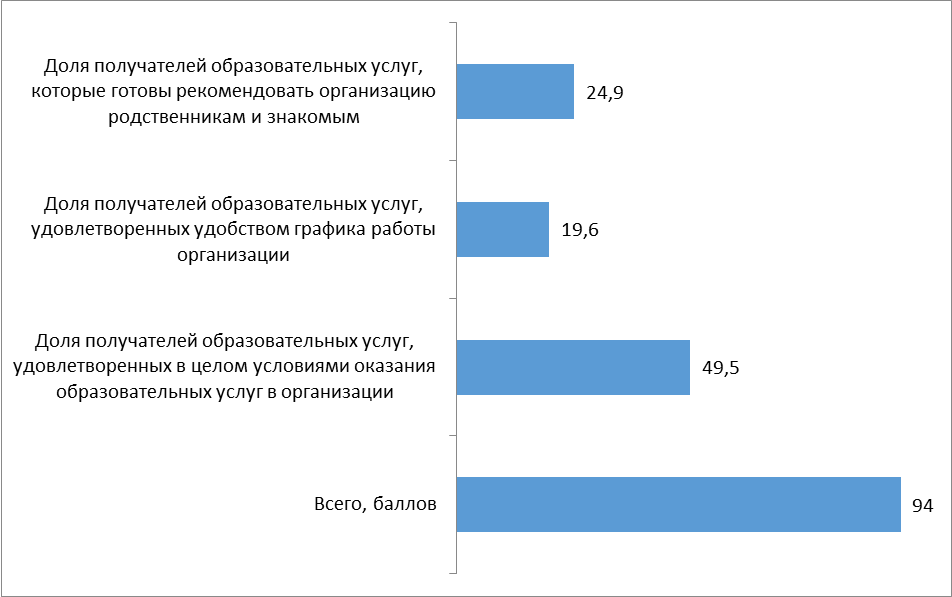 Доля получателей образовательных услуг,
которые готовы рекомендовать организацию
родственникам и знакомым
24,9
Доля получателей образовательных услуг,
удовлетворенных удобством графика работы
организации
19,6
Доля получателей образовательных услуг,
удовлетворенных в целом условиями оказания
образовательных услуг в организации
49,5
Всего, баллов
94